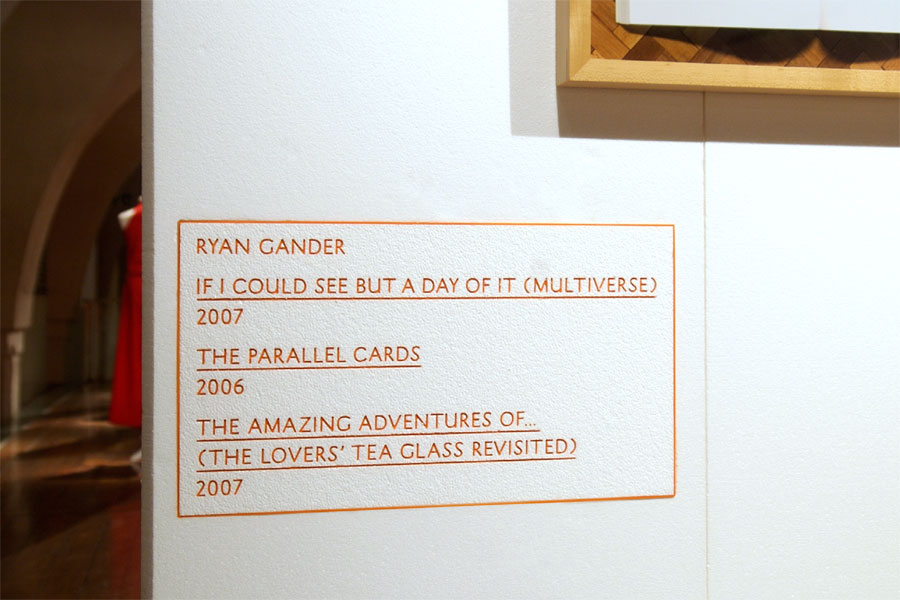 RYAN GANDER
IF I COULD SEE BUT A DAY OF IT (MULTIVERSE)
2007
THE PARALLEL CARDS
2006
THE AMAZING ADVENTURES OF...
(THE LOVERS' TEA GLASS REVISITED)
2007